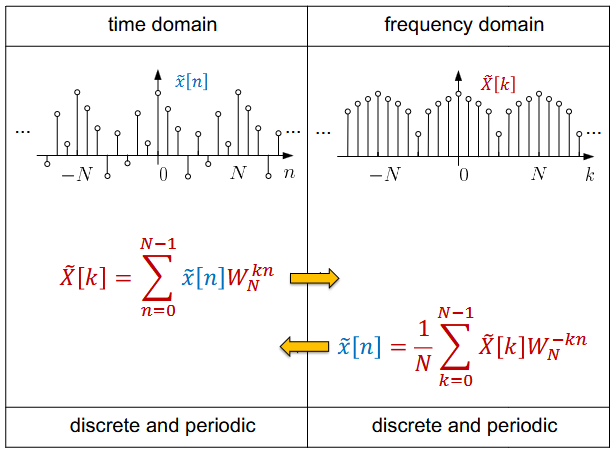 time domain
frequency domain
x̃[n]
X̃[k]
... ...
... ...
−N 0 N n
−N 0 N k
X̃[k] = ∑_{n=0}^{N−1} x̃[n]W_N^{kn}
x̃[n] = \frac{1}{N} ∑_{k=0}^{N−1} X̃[k]W_N^{−kn}
discrete and periodic
discrete and periodic